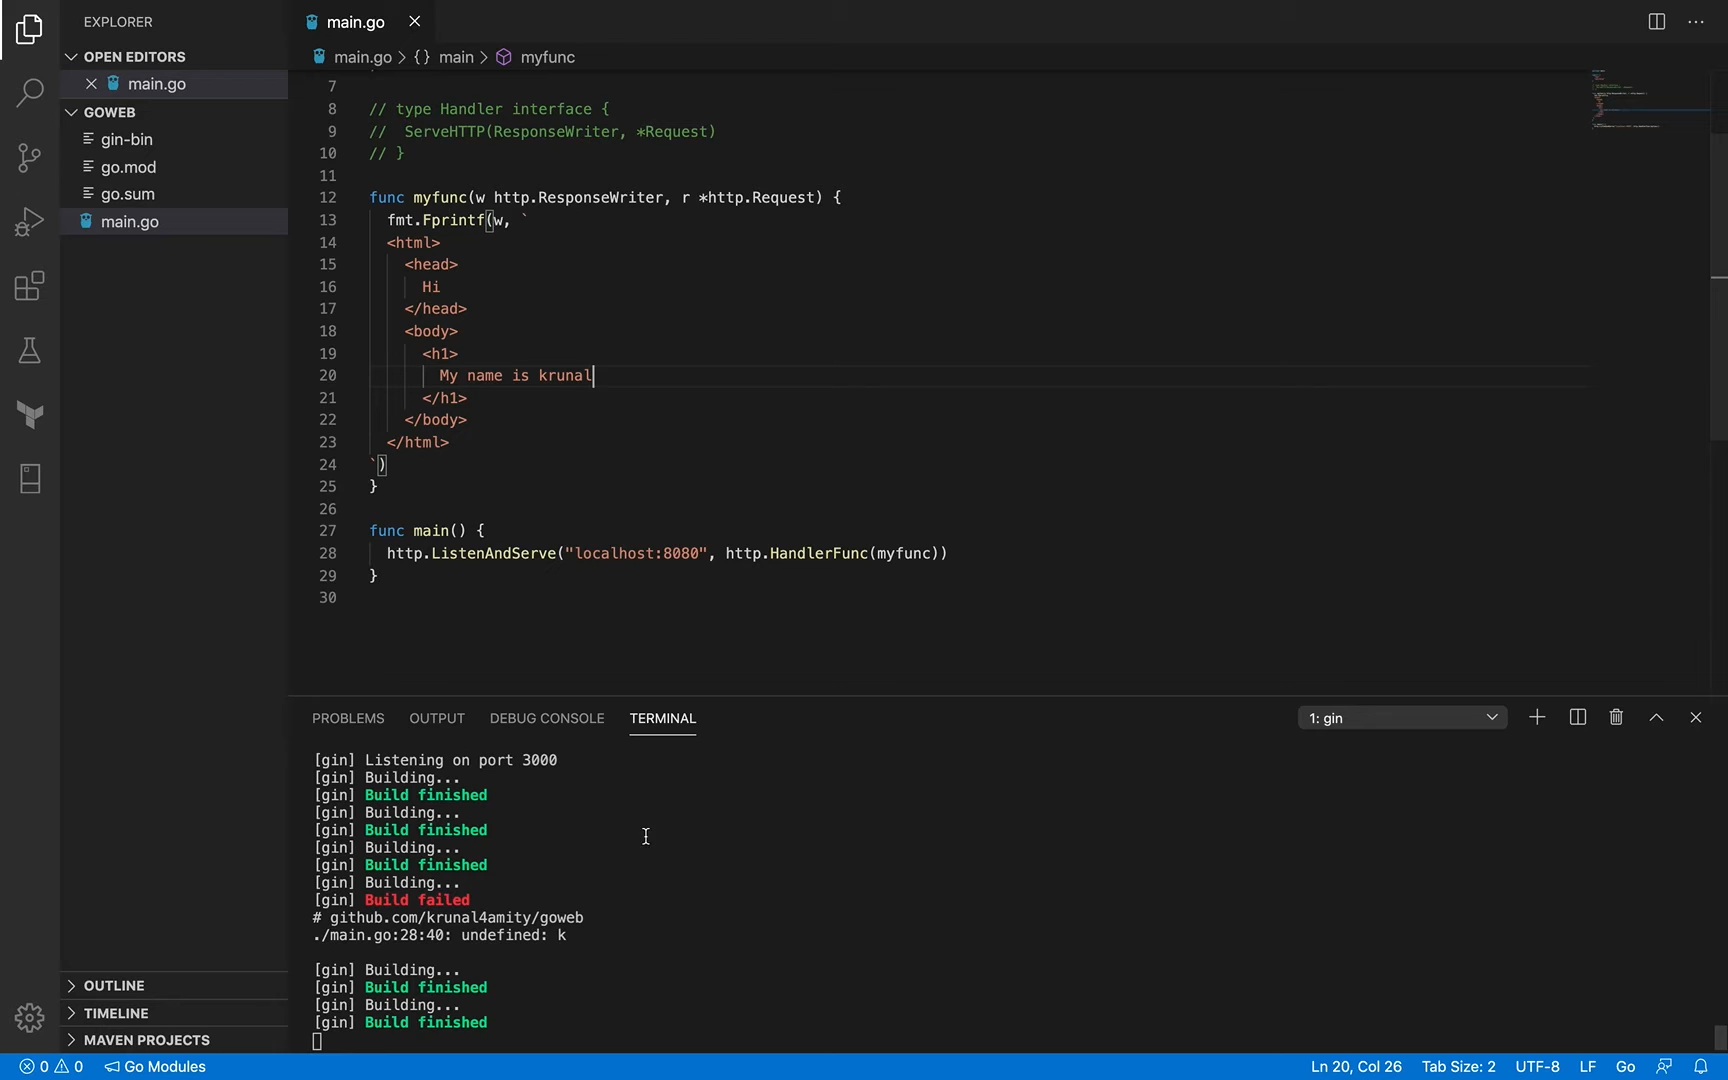 EXPLORER
OPEN EDITORS
main.go
GOWEB
gin-bin
go.mod
go.sum
main.go
OUTLINE
TIMELINE
MAVEN PROJECTS
main.go
main.go > {} main > myfunc
7
8 // type Handler interface {
9 //  ServeHTTP(ResponseWriter, *Request)
10 // }
11
12 func myfunc(w http.ResponseWriter, r *http.Request) {
13   fmt.Fprintf(w, `
14   <html>
15     <head>
16       Hi
17     </head>
18     <body>
19       <h1>
20         My name is krunal
21       </h1>
22     </body>
23   </html>
24 `)
25 }
26
27 func main() {
28   http.ListenAndServe("localhost:8080", http.HandlerFunc(myfunc))
29 }
30
PROBLEMS OUTPUT DEBUG CONSOLE TERMINAL 1: gin
[gin] Listening on port 3000
[gin] Building...
[gin] Build finished
[gin] Building...
[gin] Build finished
[gin] Building...
[gin] Build finished
[gin] Building...
[gin] Build failed
# github.com/krunal4amity/goweb
./main.go:28:40: undefined: k
[gin] Building...
[gin] Build finished
[gin] Building...
[gin] Build finished
0 0 Go Modules Ln 20, Col 26 Tab Size: 2 UTF-8 LF Go